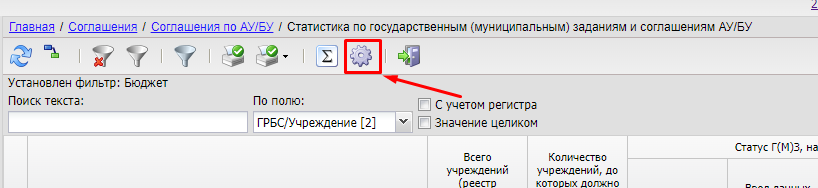 2
Главная / Соглашения / Соглашения по АУ/БУ / Статистика по государственным (муниципальным) заданиям и соглашениям АУ/БУ
Σ
Установлен фильтр: Бюджет
Поиск текста:
По полю:
ГРБС/Учреждение [2]
С учетом регистра
Значение целиком
Всего
учреждений
(реестр
Количество
учреждений, до
которых должно
Статус Г(М)З, на